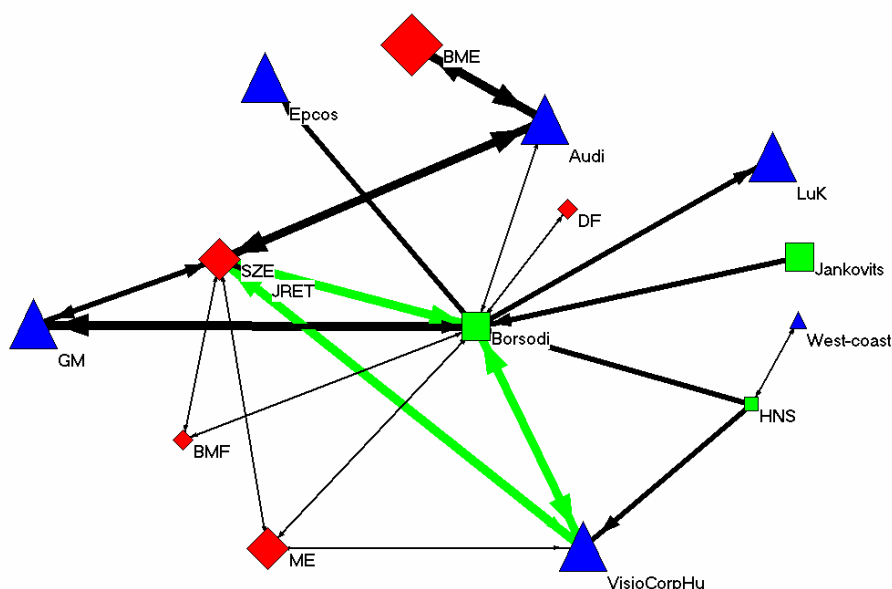 BME
Epcos
Audi
LuK
DF
SZE
Jankovits
JRET
Borsodi
West-coast
GM
HNS
BMF
ME
VisioCorpHu